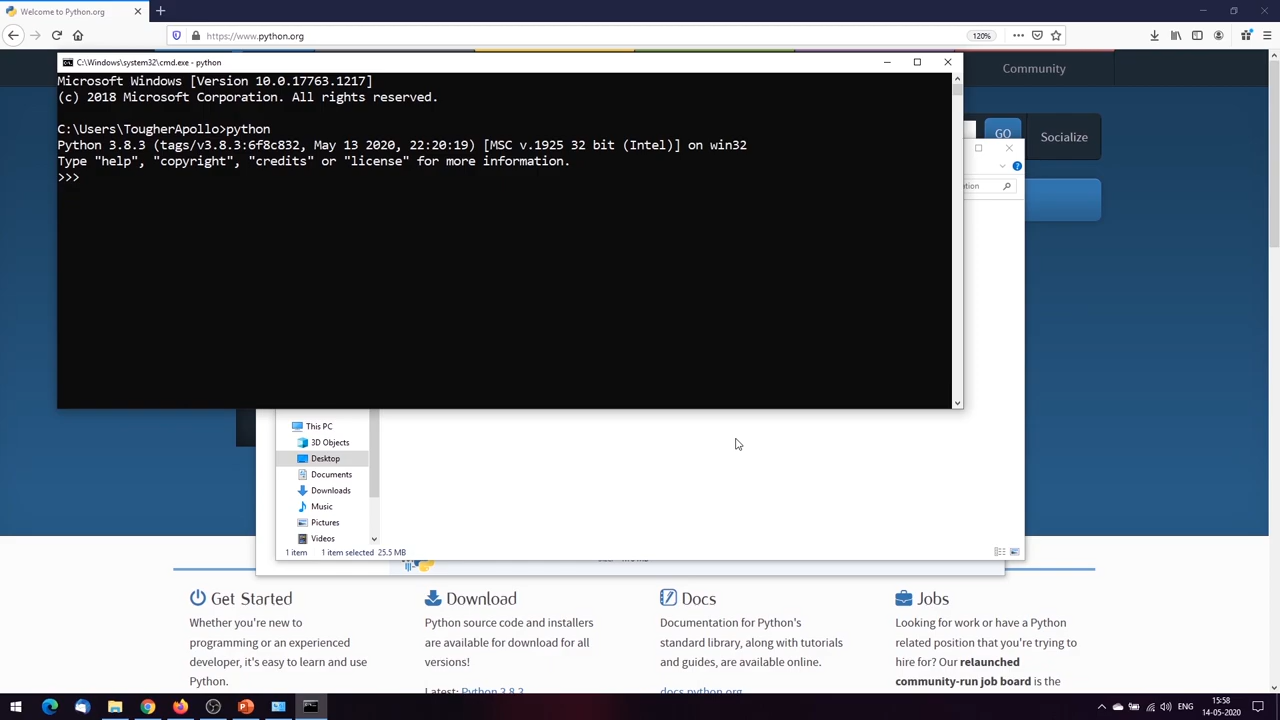 Welcome to Python.org
https://www.python.org
120%
Community
C:\Windows\system32\cmd.exe - python
Microsoft Windows [Version 10.0.17763.1217]
(c) 2018 Microsoft Corporation. All rights reserved.
C:\Users\TougherApollo>python
Python 3.8.3 (tags/v3.8.3:6f8c832, May 13 2020, 22:20:19) [MSC v.1925 32 bit (Intel)] on win32
Type "help", "copyright", "credits" or "license" for more information.
>>>
GO
Socialize
This PC
3D Objects
Desktop
Documents
Downloads
Music
Pictures
Videos
1 item 1 item selected 25.5 MB
Get Started
Whether you're new to
programming or an experienced
developer, it's easy to learn and use
Python.
Download
Python source code and installers
are available for download for all
versions!
Latest: Python 3.8.3
Docs
Documentation for Python's
standard library, along with tutorials
and guides, are available online.
docs.python.org
Jobs
Looking for work or have a Python
related position that you're trying to
hire for? Our relaunched
community-run job board is the
ENG
15:58
14-05-2020